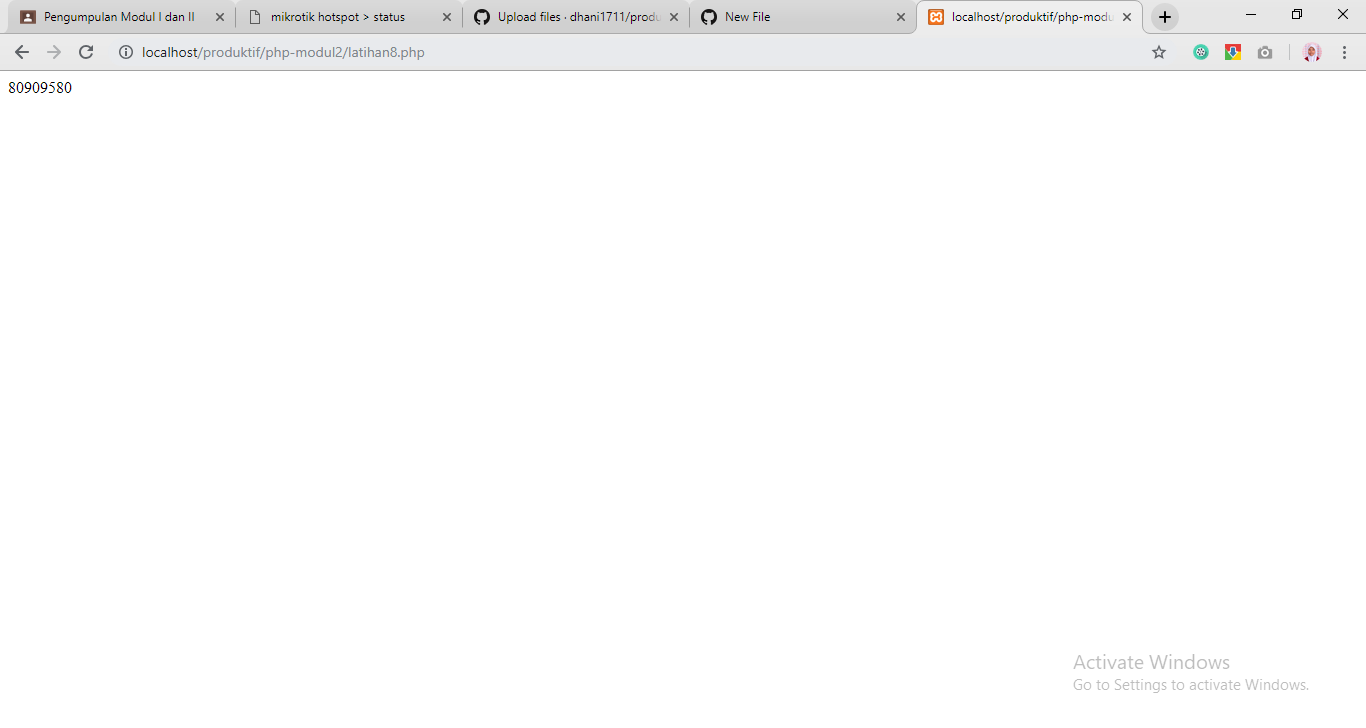 Pengumpulan Modul I dan II
mikrotik hotspot > status
Upload files · dhani1711/produ
New File
localhost/produktif/php-modu
localhost/produktif/php-modul2/latihan8.php
80909580
Activate Windows
Go to Settings to activate Windows.